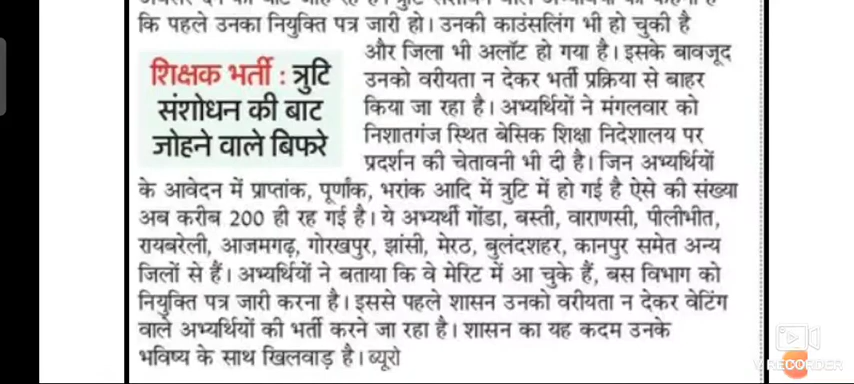 कि पहले उनका नियुक्ति पत्र जारी हो। उनकी काउंसलिंग भी हो चुकी है
और जिला भी अलॉट हो गया है। इसके बावजूद
शिक्षक भर्ती : त्रुटि
संशोधन की बाट
जोहने वाले बिफरे
उनको वरीयता न देकर भर्ती प्रक्रिया से बाहर
किया जा रहा है। अभ्यर्थियों ने मंगलवार को
निशातगंज स्थित बेसिक शिक्षा निदेशालय पर
प्रदर्शन की चेतावनी भी दी है। जिन अभ्यर्थियों
के आवेदन में प्राप्तांक, पूर्णांक, भरांक आदि में त्रुटि में हो गई है ऐसे की संख्या
अब करीब 200 ही रह गई है। ये अभ्यर्थी गोंडा, बस्ती, वाराणसी, पीलीभीत,
रायबरेली, आजमगढ़, गोरखपुर, झांसी, मेरठ, बुलंदशहर, कानपुर समेत अन्य
जिलों से हैं। अभ्यर्थियों ने बताया कि वे मेरिट में आ चुके हैं, बस विभाग को
नियुक्ति पत्र जारी करना है। इससे पहले शासन उनको वरीयता न देकर वेटिंग
वाले अभ्यर्थियों की भर्ती करने जा रहा है। शासन का यह कदम उनके
भविष्य के साथ खिलवाड़ है। ब्यूरो
RECORDER